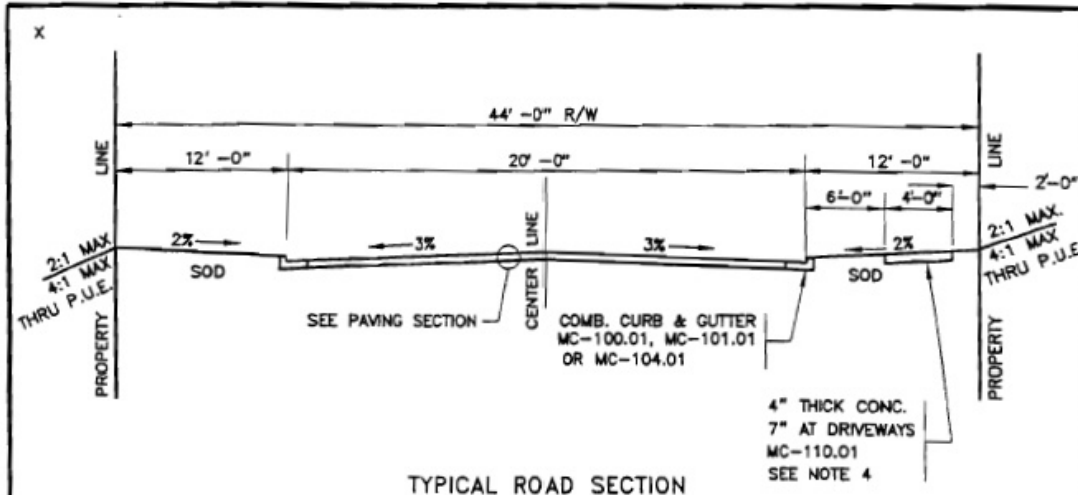 X
44' -0" R/W
12' -0"
20' -0"
12' -0"
2'-0"
6'-0"
4'-0"
PROPERTY LINE
CENTER LINE
PROPERTY LINE
2:1 MAX
4:1 MAX
THRU P.U.E.
2%
SOD
3%
3%
2%
SOD
2:1 MAX.
4:1 MAX
THRU P.U.E.
SEE PAVING SECTION
COMB. CURB & GUTTER
MC-100.01, MC-101.01
OR MC-104.01
4" THICK CONC.
7" AT DRIVEWAYS
MC-110.01
SEE NOTE 4
TYPICAL ROAD SECTION